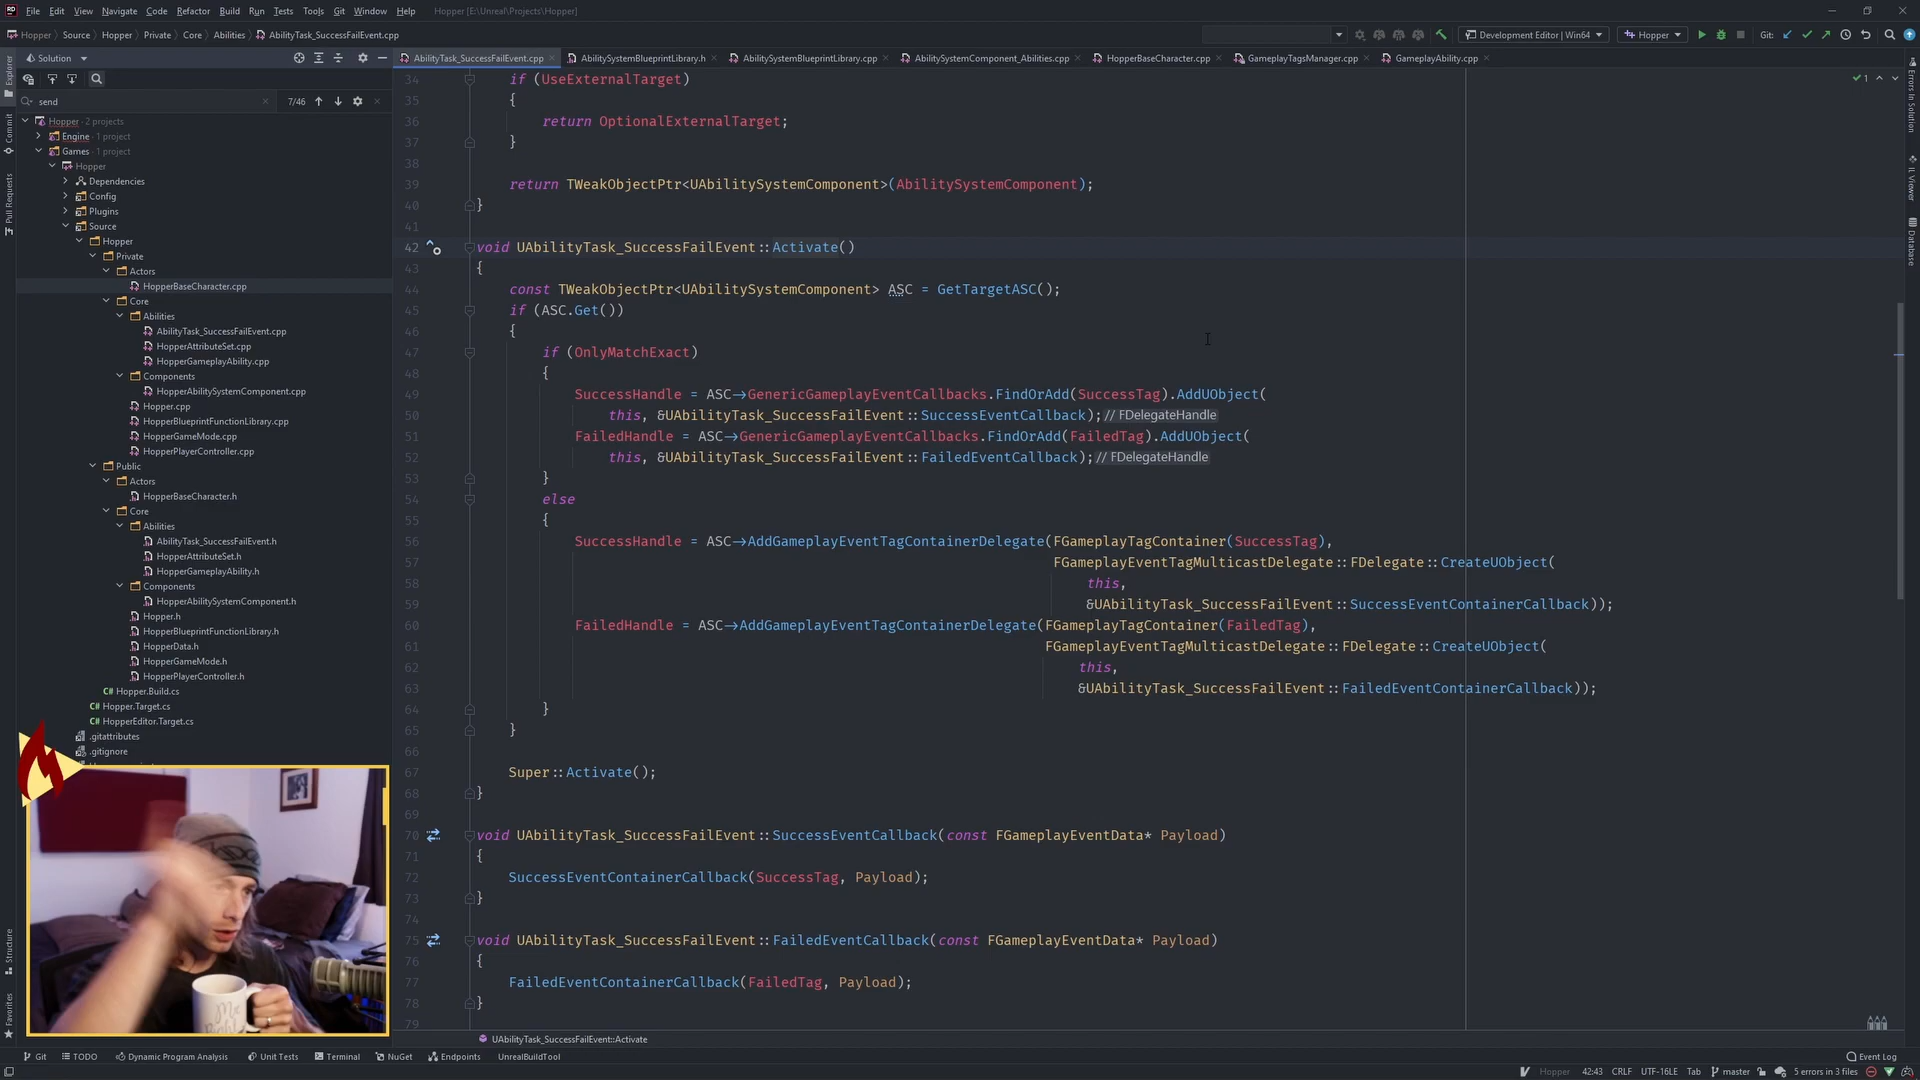 File Edit View Navigate Code Refactor Build Run Tests Tools Git Window Help Hopper [E:\Unreal\Projects\Hopper]
Hopper Source Hopper Private Core Abilities AbilityTask_SuccessFailEvent.cpp
Development Editor | Win64 Hopper Git:
Solution
AbilityTask_SuccessFailEvent.cpp AbilitySystemBlueprintLibrary.h AbilitySystemBlueprintLibrary.cpp AbilitySystemComponent_Abilities.cpp HopperBaseCharacter.cpp GameplayTagsManager.cpp GameplayAbility.cpp
send 7/46
Hopper · 2 projects
Engine · 1 project
Games · 1 project
Hopper
Dependencies
Config
Plugins
Source
Hopper
Private
Actors
HopperBaseCharacter.cpp
Core
Abilities
AbilityTask_SuccessFailEvent.cpp
HopperAttributeSet.cpp
HopperGameplayAbility.cpp
Components
HopperAbilitySystemComponent.cpp
Hopper.cpp
HopperBlueprintFunctionLibrary.cpp
HopperGameMode.cpp
HopperPlayerController.cpp
Public
Actors
HopperBaseCharacter.h
Core
Abilities
AbilityTask_SuccessFailEvent.h
HopperAttributeSet.h
HopperGameplayAbility.h
Components
HopperAbilitySystemComponent.h
Hopper.h
HopperBlueprintFunctionLibrary.h
HopperData.h
HopperGameMode.h
HopperPlayerController.h
Hopper.Build.cs
Hopper.Target.cs
HopperEditor.Target.cs
.gitattributes
.gitignore
Explorer
Commit
Pull Requests
Structure
Favorites
34 if (UseExternalTarget)
35 {
36 return OptionalExternalTarget;
37 }
38
39 return TWeakObjectPtr<UAbilitySystemComponent>(AbilitySystemComponent);
40 }
41
42 void UAbilityTask_SuccessFailEvent::Activate()
43 {
44 const TWeakObjectPtr<UAbilitySystemComponent> ASC = GetTargetASC();
45 if (ASC.Get())
46 {
47 if (OnlyMatchExact)
48 {
49 SuccessHandle = ASC→GenericGameplayEventCallbacks.FindOrAdd(SuccessTag).AddUObject(
50 this, &UAbilityTask_SuccessFailEvent::SuccessEventCallback); // FDelegateHandle
51 FailedHandle = ASC→GenericGameplayEventCallbacks.FindOrAdd(FailedTag).AddUObject(
52 this, &UAbilityTask_SuccessFailEvent::FailedEventCallback); // FDelegateHandle
53 }
54 else
55 {
56 SuccessHandle = ASC→AddGameplayEventTagContainerDelegate(FGameplayTagContainer(SuccessTag),
57 FGameplayEventTagMulticastDelegate::FDelegate::CreateUObject(
58 this,
59 &UAbilityTask_SuccessFailEvent::SuccessEventContainerCallback));
60 FailedHandle = ASC→AddGameplayEventTagContainerDelegate(FGameplayTagContainer(FailedTag),
61 FGameplayEventTagMulticastDelegate::FDelegate::CreateUObject(
62 this,
63 &UAbilityTask_SuccessFailEvent::FailedEventContainerCallback));
64 }
65 }
66
67 Super::Activate();
68 }
69
70 void UAbilityTask_SuccessFailEvent::SuccessEventCallback(const FGameplayEventData* Payload)
71 {
72 SuccessEventContainerCallback(SuccessTag, Payload);
73 }
74
75 void UAbilityTask_SuccessFailEvent::FailedEventCallback(const FGameplayEventData* Payload)
76 {
77 FailedEventContainerCallback(FailedTag, Payload);
78 }
79
1
Errors In Solution
IL Viewer
Database
UAbilityTask_SuccessFailEvent::Activate
Git TODO Dynamic Program Analysis Unit Tests Terminal NuGet Endpoints UnrealBuildTool Event Log
Hopper 42:43 CRLF UTF-16LE Tab master 5 errors in 3 files